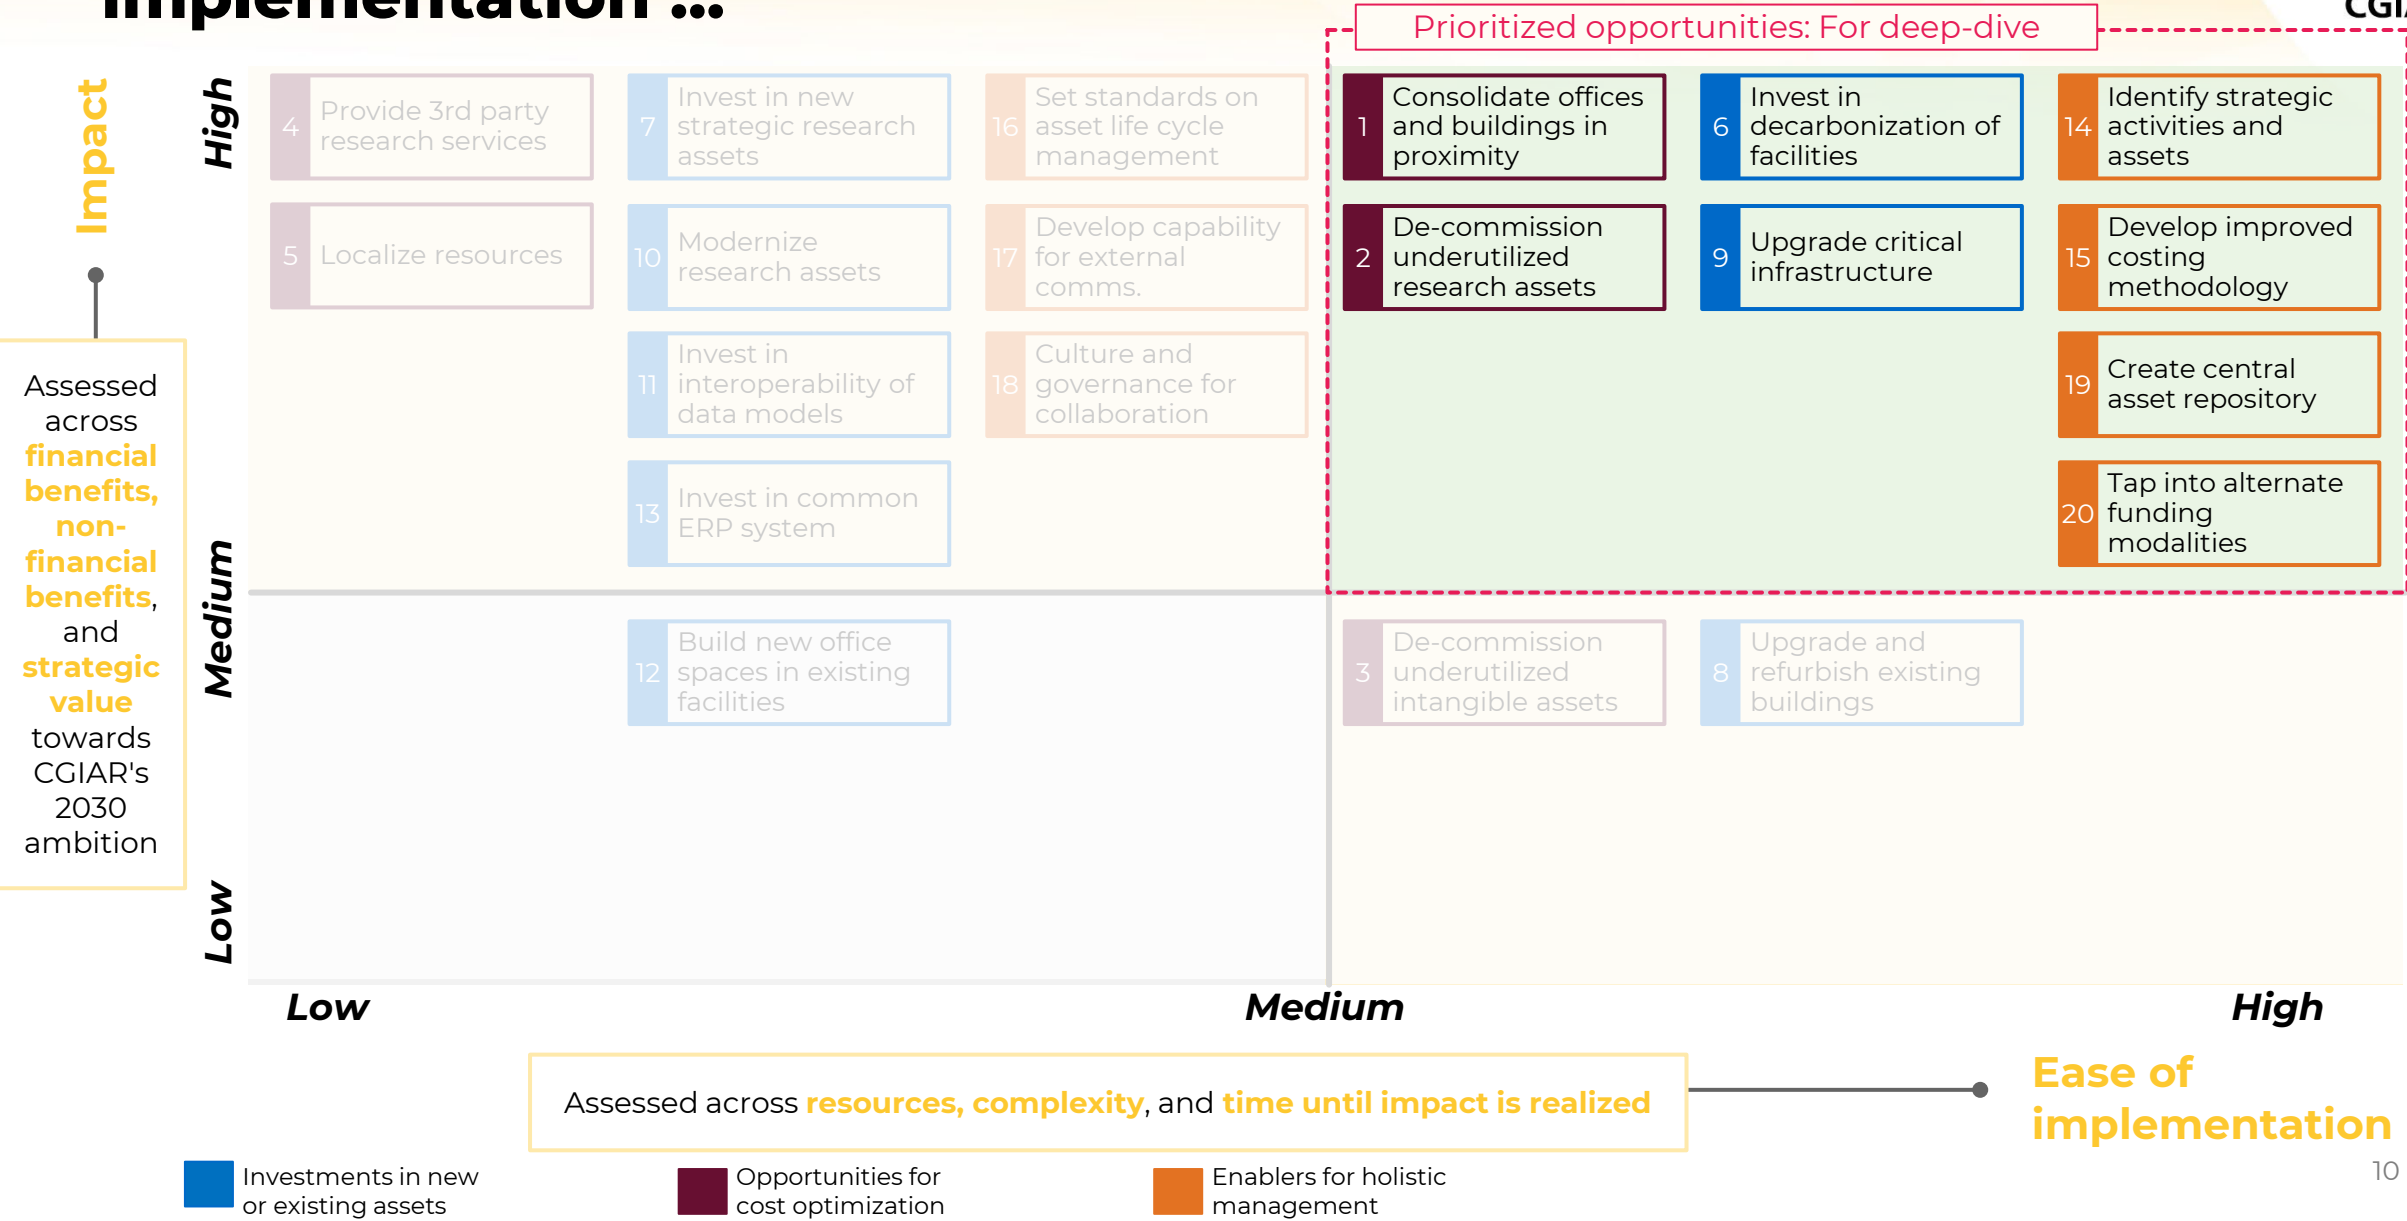 implementation ...
CGIA
Prioritized opportunities: For deep-dive
Impact
High
Medium
Low
4
Provide 3rd party
research services
7
Invest in new
strategic research
assets
16
Set standards on
asset life cycle
management
1
Consolidate offices
and buildings in
proximity
6
Invest in
decarbonization of
facilities
14
Identify strategic
activities and
assets
5
Localize resources
10
Modernize
research assets
17
Develop capability
for external
comms.
2
De-commission
underutilized
research assets
9
Upgrade critical
infrastructure
15
Develop improved
costing
methodology
11
Invest in
interoperability of
data models
18
Culture and
governance for
collaboration
19
Create central
asset repository
13
Invest in common
ERP system
20
Tap into alternate
funding
modalities
12
Build new office
spaces in existing
facilities
3
De-commission
underutilized
intangible assets
8
Upgrade and
refurbish existing
buildings
Assessed
across
financial
benefits,
non-
financial
benefits,
and
strategic
value
towards
CGIAR's
2030
ambition
Low
Medium
High
Assessed across resources, complexity, and time until impact is realized
Ease of
implementation
Investments in new
or existing assets
Opportunities for
cost optimization
Enablers for holistic
management
10